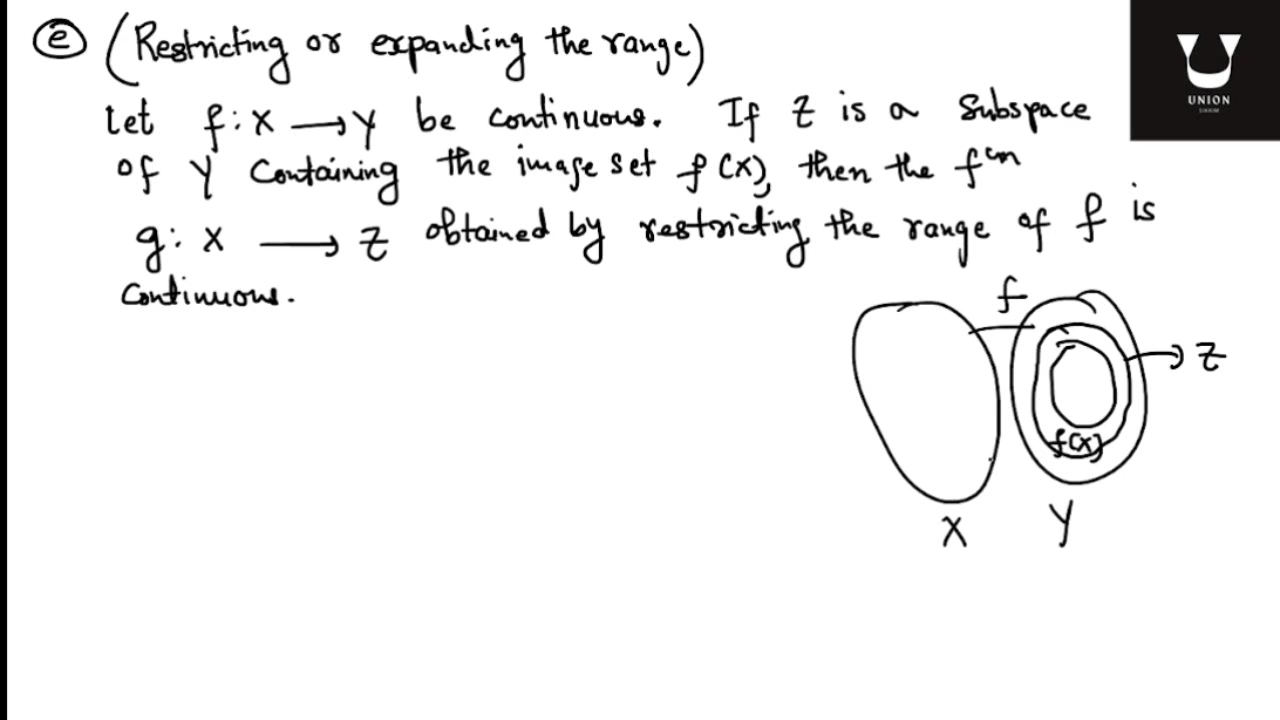 ⓔ (Restricting or expanding the range)
Let f: X → Y be continuous. If Z is a subspace
of Y containing the image set f(X), then the fcn
g: X → Z obtained by restricting the range of f is
continuous.
f
Z
f(X)
X
Y
UNION